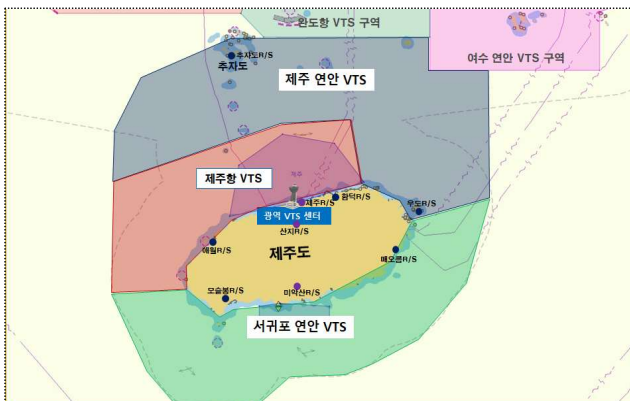 완도항 VTS 구역
여수 연안 VTS 구역
추자도R/S
추자도
제주 연안 VTS
제주항 VTS
제주R/S
황덕R/S
우도R/S
광역 VTS 센터
산지R/S
애월R/S
제주도
때오름R/S
모슬봉R/S
미악산R/S
서귀포 연안 VTS